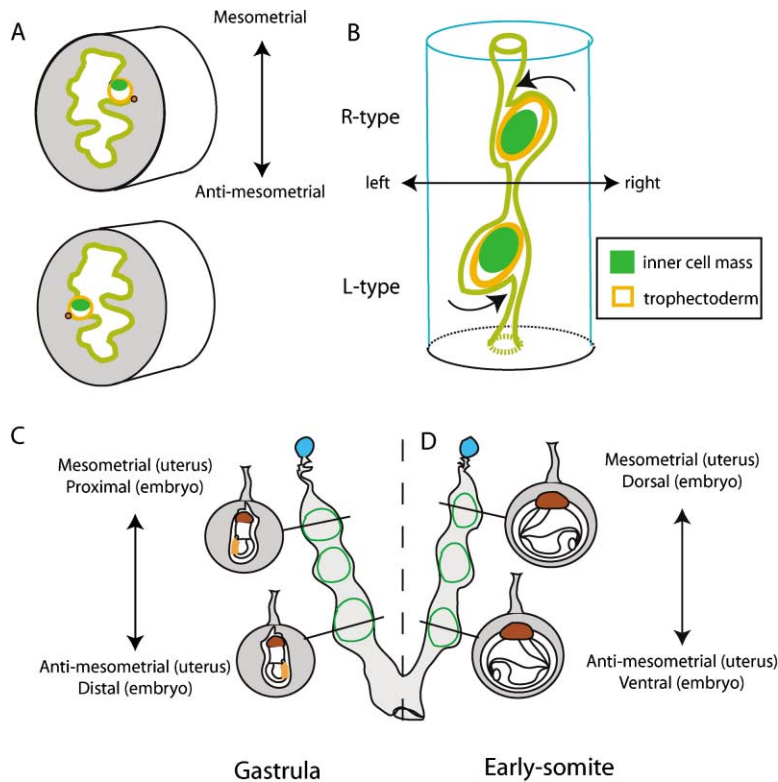 A
Mesometrial
Anti-mesometrial
B
R-type
left
right
L-type
inner cell mass
trophectoderm
C
Mesometrial (uterus)
Proximal (embryo)
Anti-mesometrial (uterus)
Distal (embryo)
Gastrula
D
Mesometrial (uterus)
Dorsal (embryo)
Anti-mesometrial (uterus)
Ventral (embryo)
Early-somite